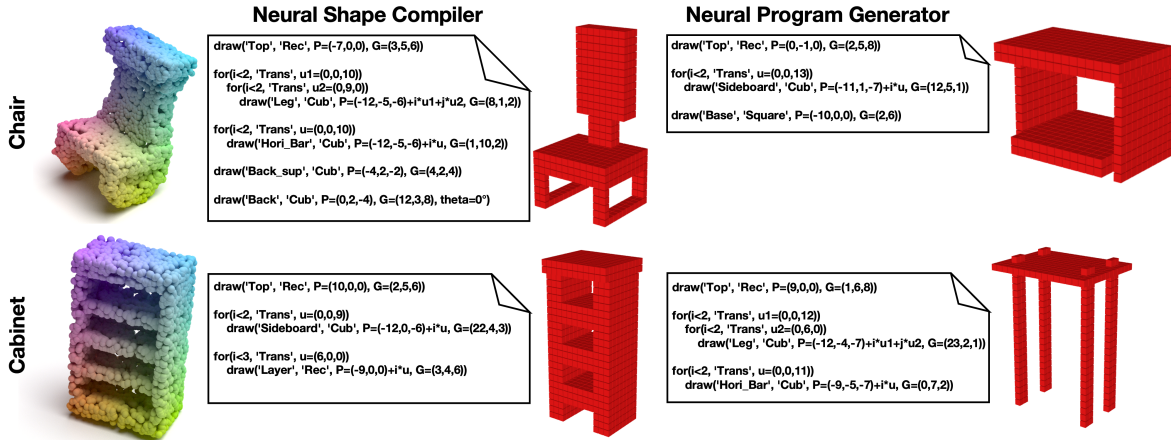 Neural Shape Compiler
Neural Program Generator
Chair
draw('Top', 'Rec', P=(-7,0,0), G=(3,5,6))
for(i<2, 'Trans', u1=(0,0,10))
for(i<2, 'Trans', u2=(0,9,0))
draw('Leg', 'Cub', P=(-12,-5,-6)+i*u1+j*u2, G=(8,1,2))
for(i<2, 'Trans', u=(0,0,10))
draw('Hori_Bar', 'Cub', P=(-12,-5,-6)+i*u, G=(1,10,2))
draw('Back_sup', 'Cub', P=(-4,2,-2), G=(4,2,4))
draw('Back', 'Cub', P=(0,2,-4), G=(12,3,8), theta=0°)
draw('Top', 'Rec', P=(0,-1,0), G=(2,5,8))
for(i<2, 'Trans', u=(0,0,13))
draw('Sideboard', 'Cub', P=(-11,1,-7)+i*u, G=(12,5,1))
draw('Base', 'Square', P=(-10,0,0), G=(2,6))
Cabinet
draw('Top', 'Rec', P=(10,0,0), G=(2,5,6))
for(i<2, 'Trans', u=(0,0,9))
draw('Sideboard', 'Cub', P=(-12,0,-6)+i*u, G=(22,4,3))
for(i<3, 'Trans', u=(6,0,0))
draw('Layer', 'Rec', P=(-9,0,0)+i*u, G=(3,4,6))
draw('Top', 'Rec', P=(9,0,0), G=(1,6,8))
for(i<2, 'Trans', u1=(0,0,12))
for(i<2, 'Trans', u2=(0,6,0))
draw('Leg', 'Cub', P=(-12,-4,-7)+i*u1+j*u2, G=(23,2,1))
for(i<2, 'Trans', u=(0,0,11))
draw('Hori_Bar', 'Cub', P=(-9,-5,-7)+i*u, G=(0,7,2))